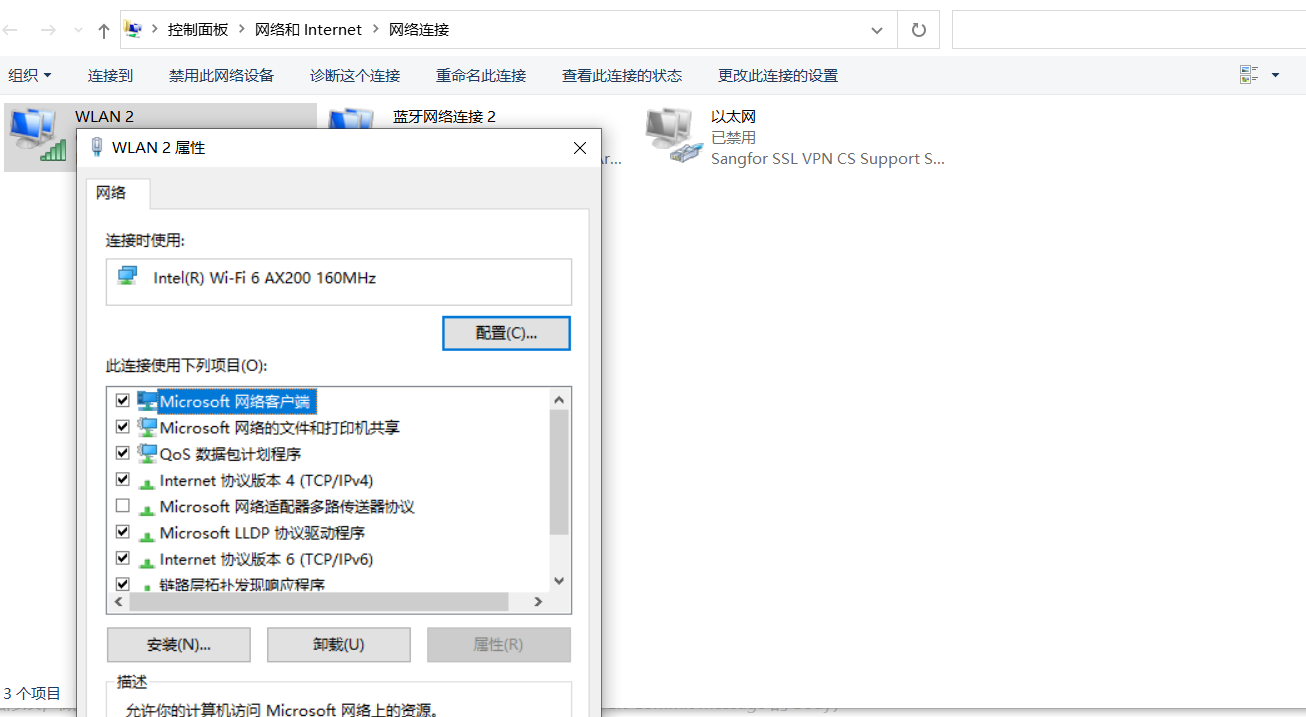 控制面板 > 网络和 Internet > 网络连接
组织 连接到 禁用此网络设备 诊断这个连接 重命名此连接 查看此连接的状态 更改此连接的设置
WLAN 2
蓝牙网络连接 2
以太网
已禁用
Sangfor SSL VPN CS Support S...
WLAN 2 属性
网络
连接时使用:
Intel(R) Wi-Fi 6 AX200 160MHz
配置(C)...
此连接使用下列项目(O):
Microsoft 网络客户端
Microsoft 网络的文件和打印机共享
QoS 数据包计划程序
Internet 协议版本 4 (TCP/IPv4)
Microsoft 网络适配器多路传送器协议
Microsoft LLDP 协议驱动程序
Internet 协议版本 6 (TCP/IPv6)
链路层拓扑发现响应程序
安装(N)... 卸载(U) 属性(R)
描述
允许你的计算机访问 Microsoft 网络上的资源。
3 个项目